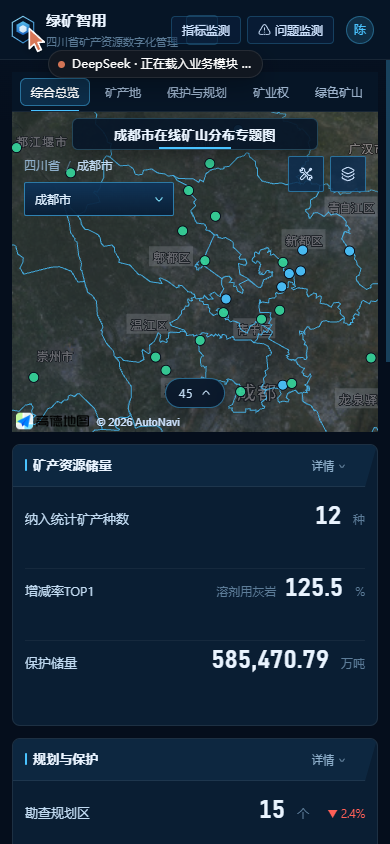 绿矿智用
四川省矿产资源数字化管理
指标监测
问题监测
陈
DeepSeek · 正在载入业务模块 ...
综合总览
矿产地
保护与规划
矿业权
绿色矿山
都江堰市
成都市在线矿山分布专题图
广汉
四川省 / 成都市
成都市
青白江区
新都区
郫都区
温江区
崇州市
45
成都
龙泉驿
高德地图 © 2026 AutoNavi
矿产资源储量
详情
纳入统计矿产种数
12 种
增减率TOP1
溶剂用灰岩 125.5 %
保护储量
585,470.79 万吨
规划与保护
详情
勘查规划区
15 个 ▼ 2.4%